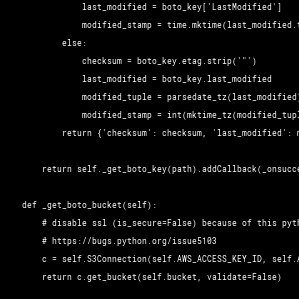 last_modified = boto_key['LastModified']
modified_stamp = time.mktime(last_modified.
else:
checksum = boto_key.etag.strip('"')
last_modified = boto_key.last_modified
modified_tuple = parsedate_tz(last_modified
modified_stamp = int(mktime_tz(modified_tup
return {'checksum': checksum, 'last_modified':
return self._get_boto_key(path).addCallback(_onsucce
def _get_boto_bucket(self):
# disable ssl (is_secure=False) because of this pyth
# https://bugs.python.org/issue5103
c = self.S3Connection(self.AWS_ACCESS_KEY_ID, self.A
return c.get_bucket(self.bucket, validate=False)